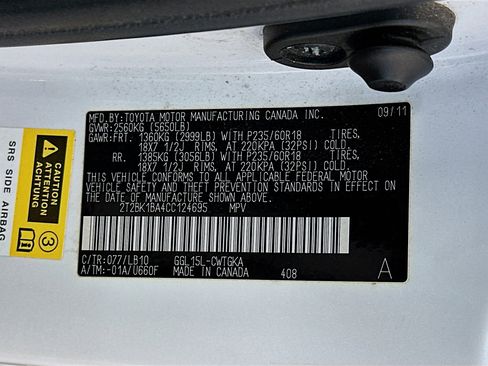 MFD.BY:TOYOTA MOTOR MANUFACTURING CANADA INC. 09/11
GVWR:2560KG (5650LB)
GAWR:FRT. 1360KG (2999LB) WITH P235/60R18 TIRES,
18X7 1/2J RIMS, AT 220KPA (32PSI) COLD.
RR. 1385KG (3056LB) WITH P235/60R18 TIRES,
18X7 1/2J RIMS, AT 220KPA (32PSI) COLD.
THIS VEHICLE CONFORMS TO ALL APPLICABLE FEDERAL MOTOR
VEHICLE SAFETY AND THEFT PREVENTION STANDARDS IN EFFECT
ON THE DATE OF MANUFACTURE SHOWN ABOVE.
2T2BK1BA4CC124695 MPV
C/TR:077/LB10 GGL15L-CWTGKA
A/TM:-01A/U660F MADE IN CANADA 408 A
SRS SIDE AIRBAG
CAUTION
ATTENTION
ACHTUNG
3